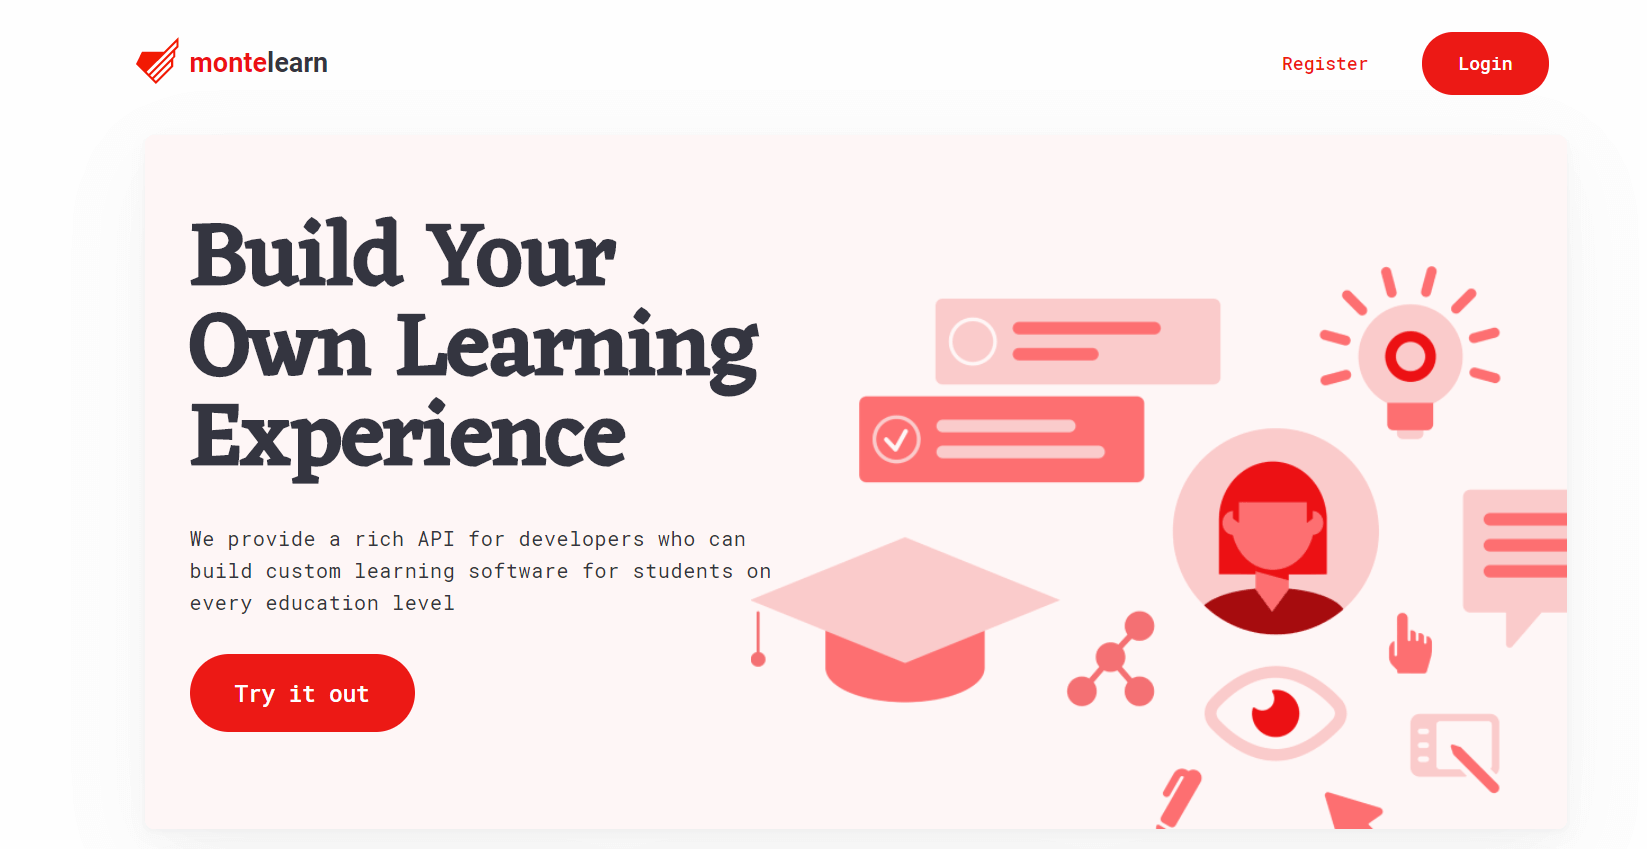 montelearn
Register
Login
Build Your
Own Learning
Experience
We provide a rich API for developers who can
build custom learning software for students on
every education level
Try it out